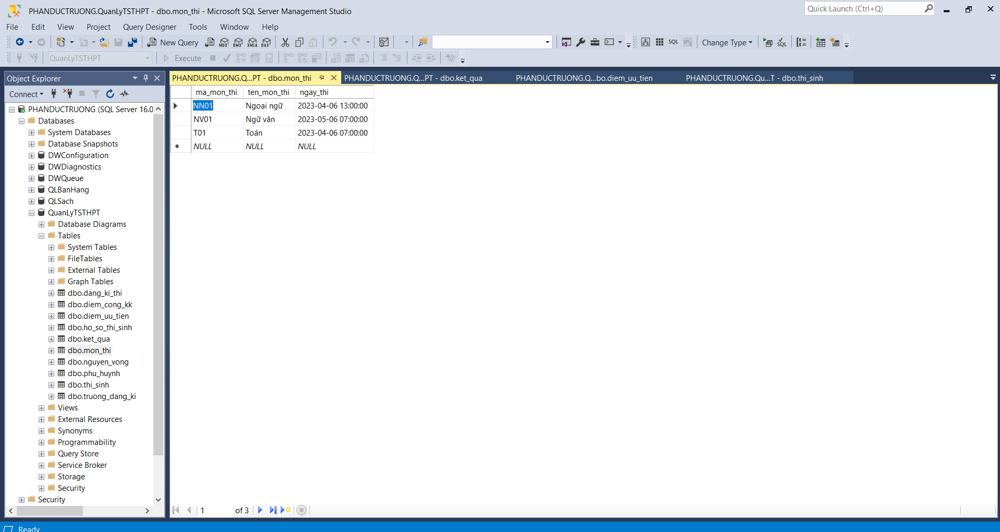 PHANDUCTRUONG.QuanLyTSTHPT - dbo.mon_thi - Microsoft SQL Server Management Studio
Quick Launch (Ctrl+Q)
File Edit View Project Query Designer Tools Window Help
New Query MDX DMX XMLA DAX SQL Change Type SQL
QuanLyTSTHPT Execute
Object Explorer
Connect
PHANDUCTRUONG (SQL Server 16.0
Databases
System Databases
Database Snapshots
DWConfiguration
DWDiagnostics
DWQueue
QLBanHang
QLSach
QuanLyTSTHPT
Database Diagrams
Tables
System Tables
FileTables
External Tables
Graph Tables
dbo.dang_ki_thi
dbo.diem_cong_kk
dbo.diem_uu_tien
dbo.ho_so_thi_sinh
dbo.ket_qua
dbo.mon_thi
dbo.nguyen_vong
dbo.phu_huynh
dbo.thi_sinh
dbo.truong_dang_ki
Views
External Resources
Synonyms
Programmability
Query Store
Service Broker
Storage
Security
Security
PHANDUCTRUONG.Q...PT - dbo.mon_thi PHANDUCTRUONG.Q...PT - dbo.ket_qua PHANDUCTRUONG.Q...bo.diem_uu_tien PHANDUCTRUONG.Qu...T - dbo.thi_sinh
ma_mon_thi ten_mon_thi ngay_thi
NN01 Ngoại ngữ 2023-04-06 13:00:00
NV01 Ngữ văn 2023-05-06 07:00:00
T01 Toán 2023-04-06 07:00:00
NULL NULL NULL
1 of 3
Ready